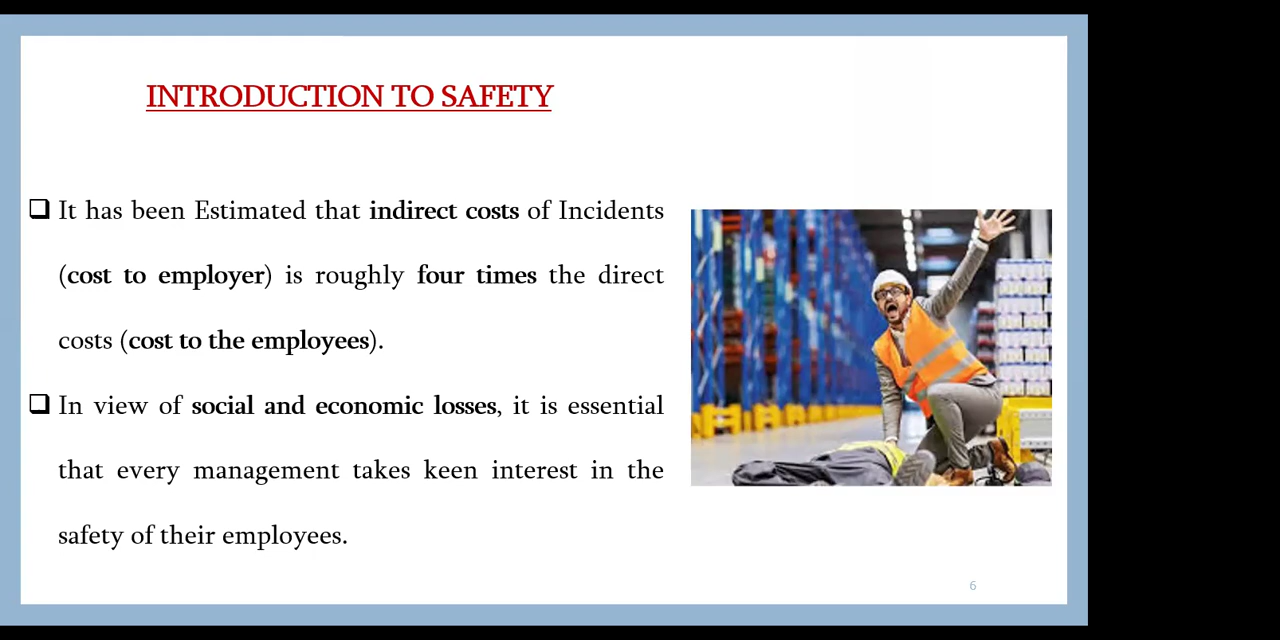 INTRODUCTION TO SAFETY
It has been Estimated that indirect costs of Incidents
(cost to employer) is roughly four times the direct
costs (cost to the employees).
In view of social and economic losses, it is essential
that every management takes keen interest in the
safety of their employees.
6